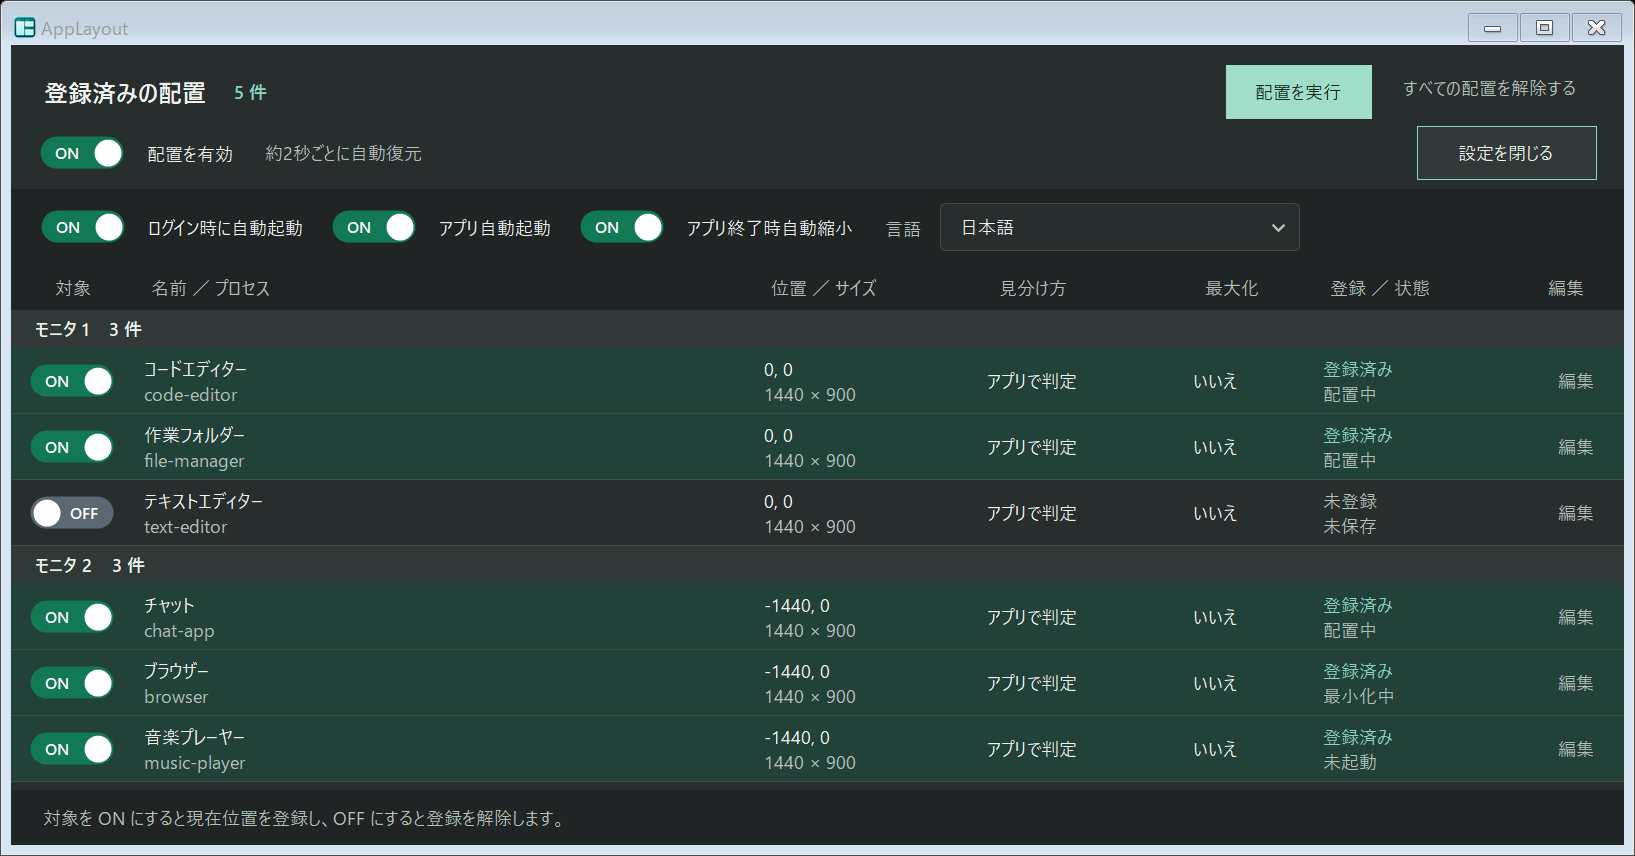 AppLayout
登録済みの配置 5 件
配置を実行
すべての配置を解除する
ON 配置を有効 約2秒ごとに自動復元
設定を閉じる
ON ログイン時に自動起動 ON アプリ自動起動 ON アプリ終了時自動縮小 言語 日本語
対象 名前 ／ プロセス 位置 ／ サイズ 見分け方 最大化 登録 ／ 状態 編集
モニタ 1 3 件
ON コードエディター 0, 0 アプリで判定 いいえ 登録済み 編集
code-editor 1440 × 900 配置中
ON 作業フォルダー 0, 0 アプリで判定 いいえ 登録済み 編集
file-manager 1440 × 900 配置中
OFF テキストエディター 0, 0 アプリで判定 いいえ 未登録 編集
text-editor 1440 × 900 未保存
モニタ 2 3 件
ON チャット -1440, 0 アプリで判定 いいえ 登録済み 編集
chat-app 1440 × 900 配置中
ON ブラウザー -1440, 0 アプリで判定 いいえ 登録済み 編集
browser 1440 × 900 最小化中
ON 音楽プレーヤー -1440, 0 アプリで判定 いいえ 登録済み 編集
music-player 1440 × 900 未起動
対象を ON にすると現在位置を登録し、OFF にすると登録を解除します。